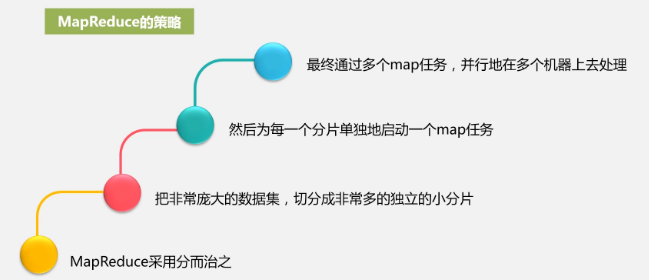 MapReduce的策略
最终通过多个map任务，并行地在多个机器上去处理
然后为每一个分片单独地启动一个map任务
把非常庞大的数据集，切分成非常多的独立的小分片
MapReduce采用分而治之